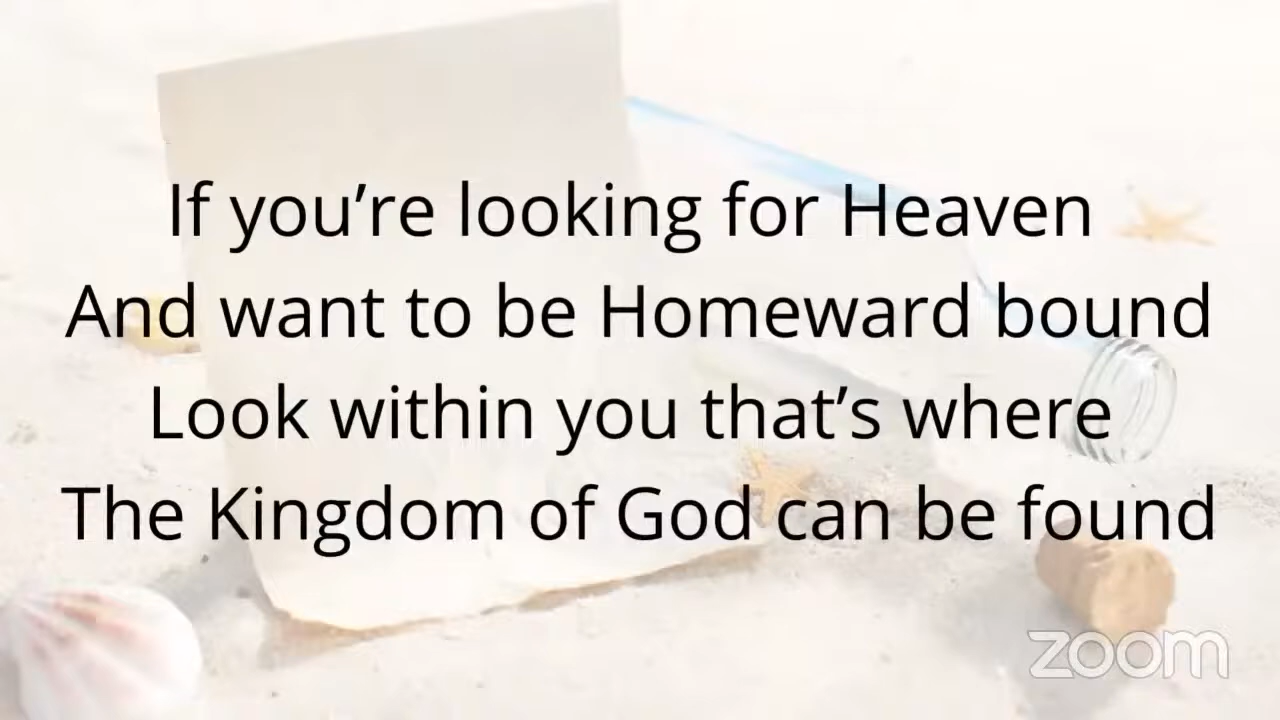 If you’re looking for Heaven
And want to be Homeward bound
Look within you that’s where
The Kingdom of God can be found
zoom